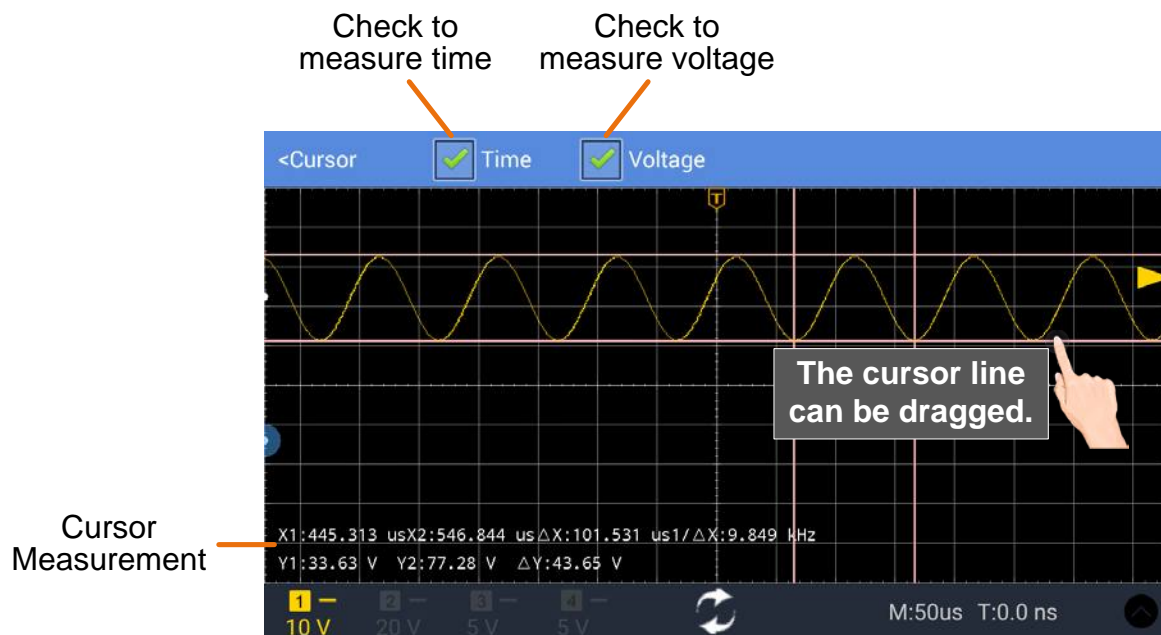 Check to
measure time
Check to
measure voltage
<Cursor
Time
Voltage
T
The cursor line
can be dragged.
Cursor
Measurement
X1:445.313 usX2:546.844 us△X:101.531 us1/△X:9.849 kHz
Y1:33.63 V Y2:77.28 V △Y:43.65 V
1 2 3 4
10 V 20 V 5 V 5 V
M:50us T:0.0 ns